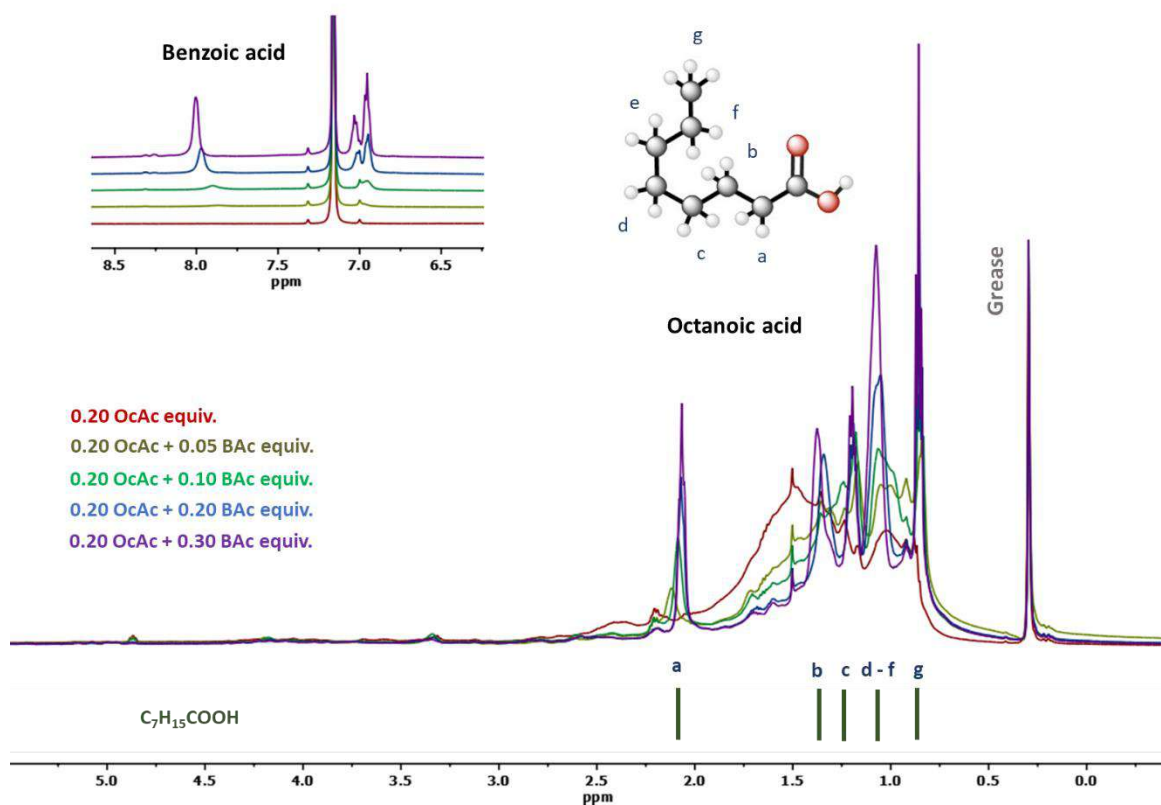 Benzoic acid
8.5 8.0 7.5 7.0 6.5
ppm
g
e
f
b
d
c
a
Octanoic acid
Grease
0.20 OcAc equiv.
0.20 OcAc + 0.05 BAc equiv.
0.20 OcAc + 0.10 BAc equiv.
0.20 OcAc + 0.20 BAc equiv.
0.20 OcAc + 0.30 BAc equiv.
a b c d - f g
C₇H₁₅COOH
5.0 4.5 4.0 3.5 3.0 2.5 2.0 1.5 1.0 0.5 0.0
ppm